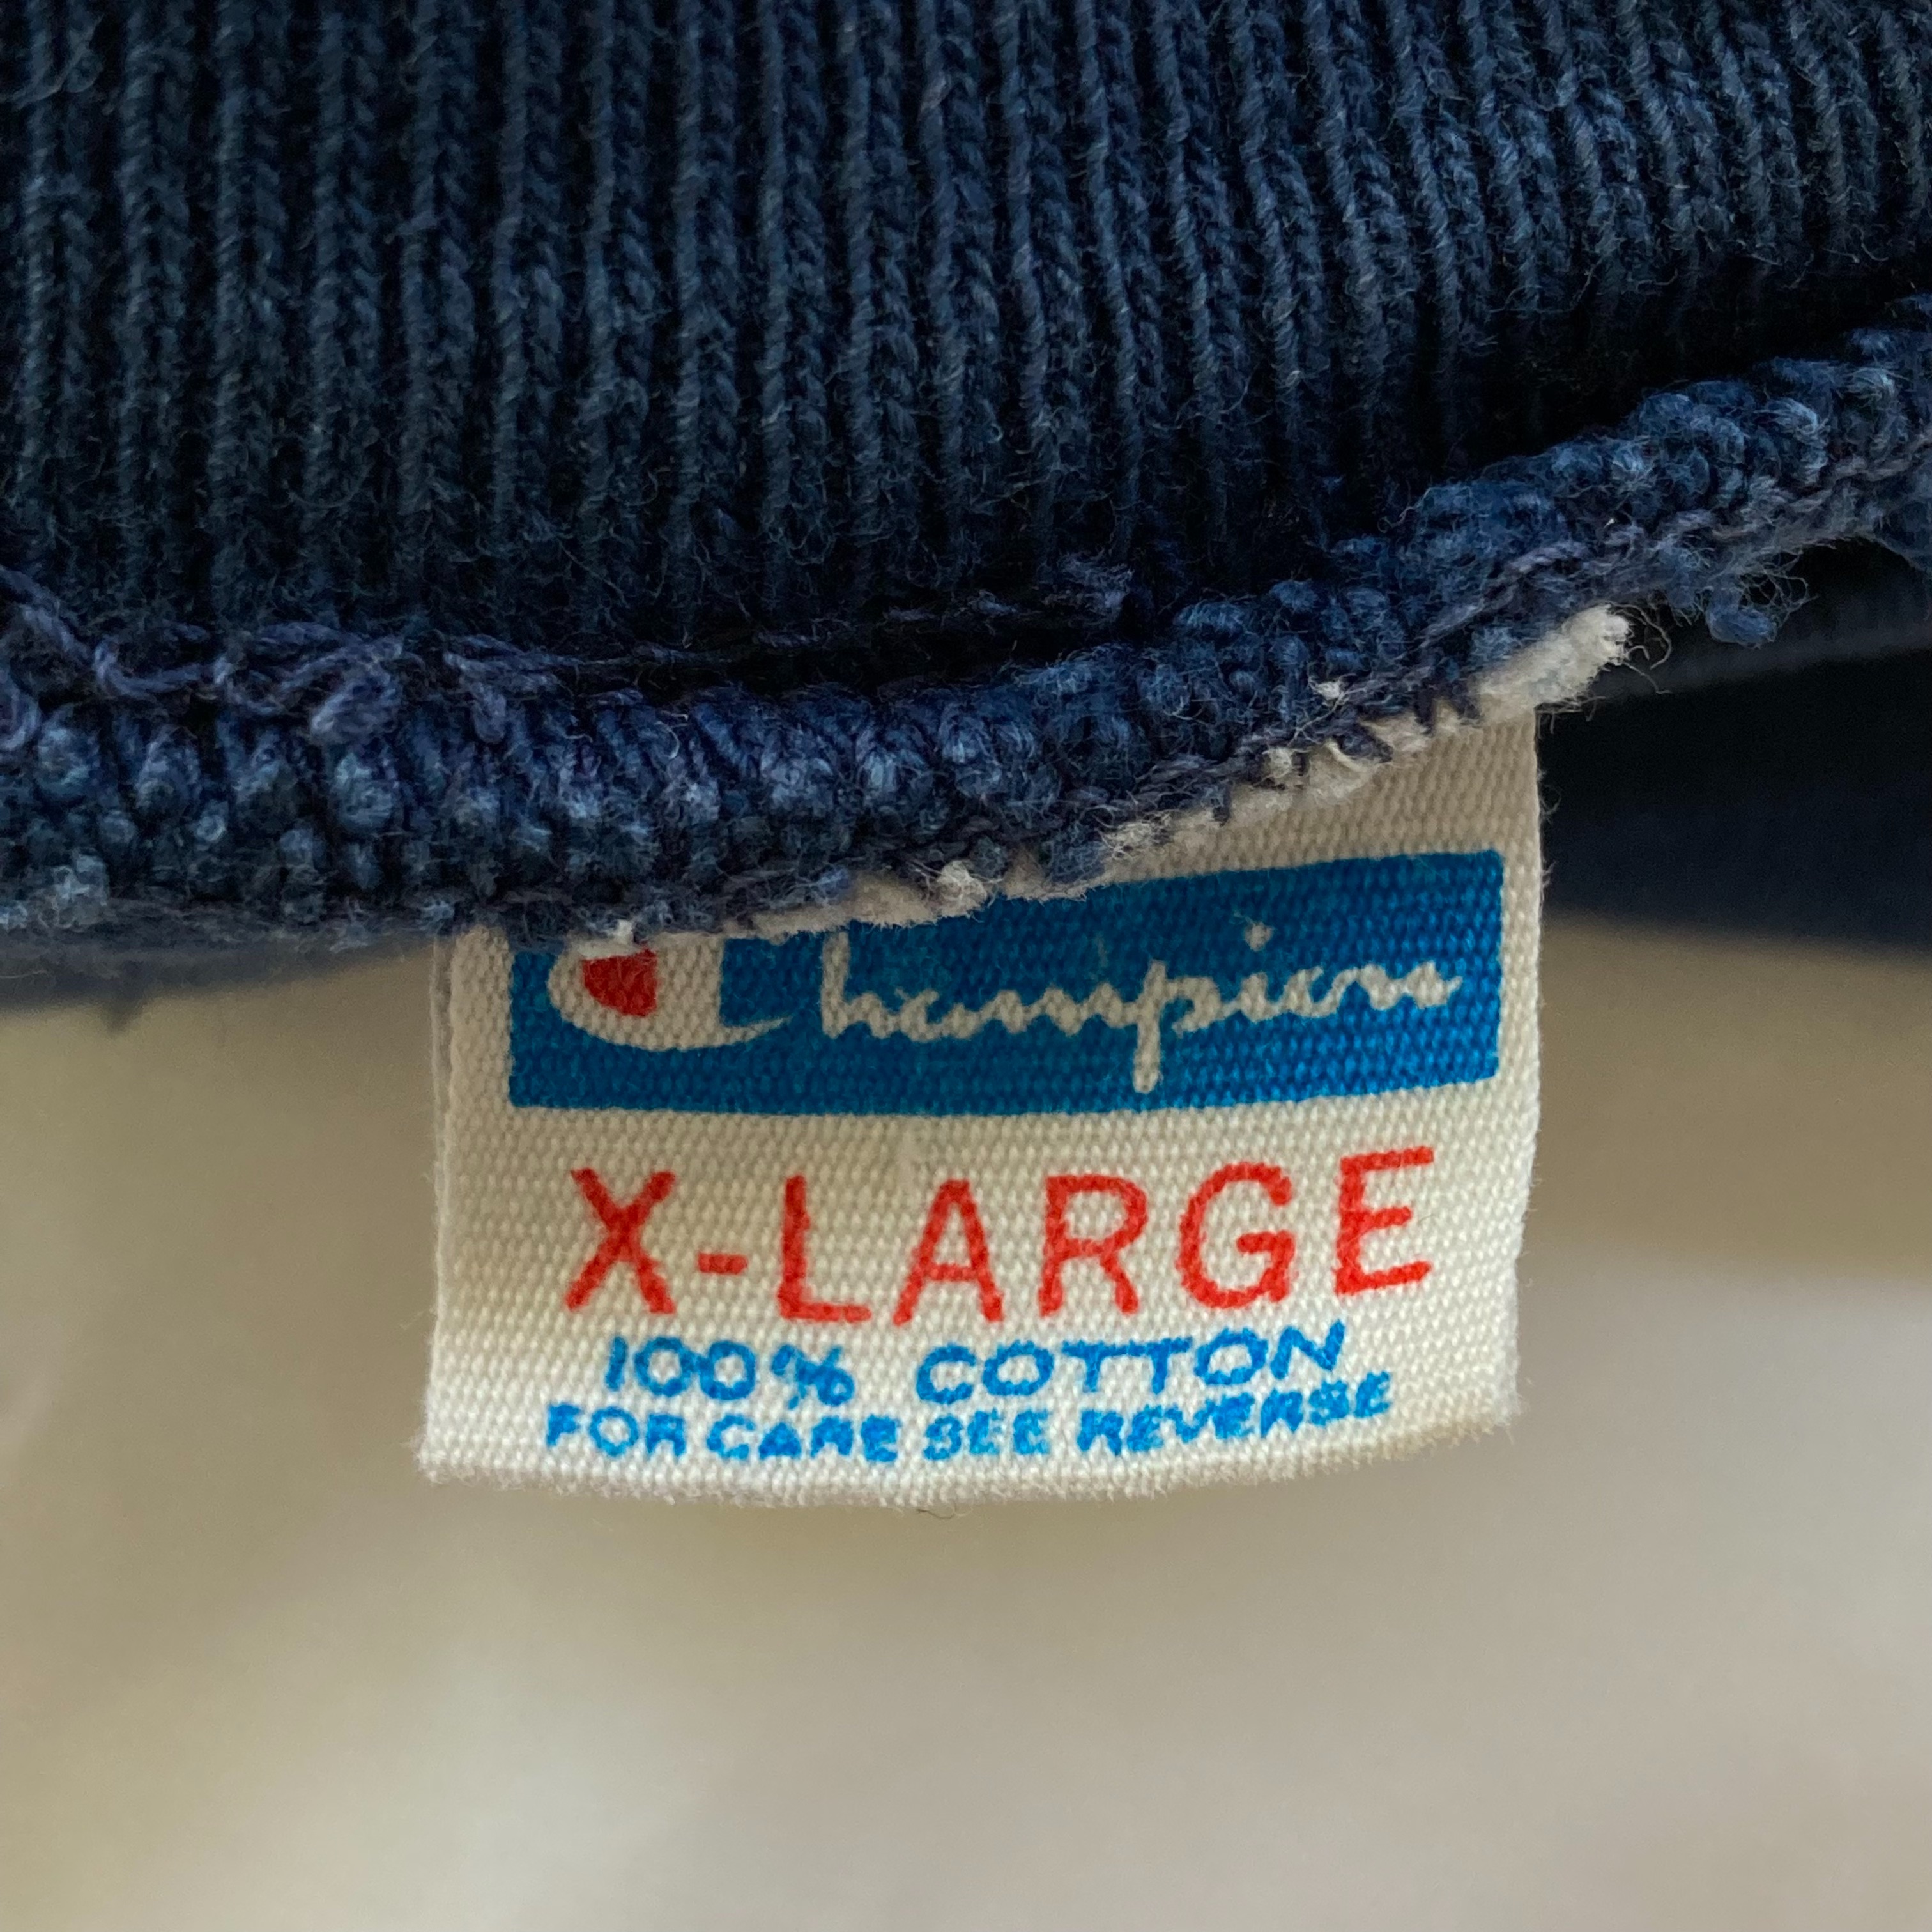 Champion
X-LARGE
100% COTTON
FOR CARE SEE REVERSE